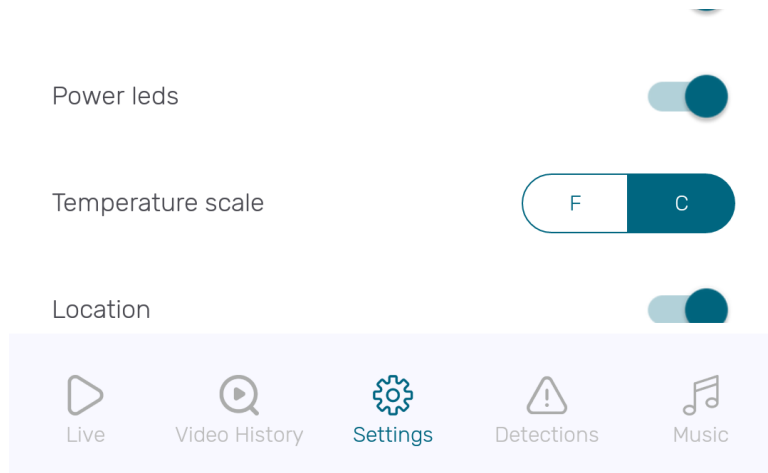 Power leds
Temperature scale
F C
Location
Live Video History Settings Detections Music